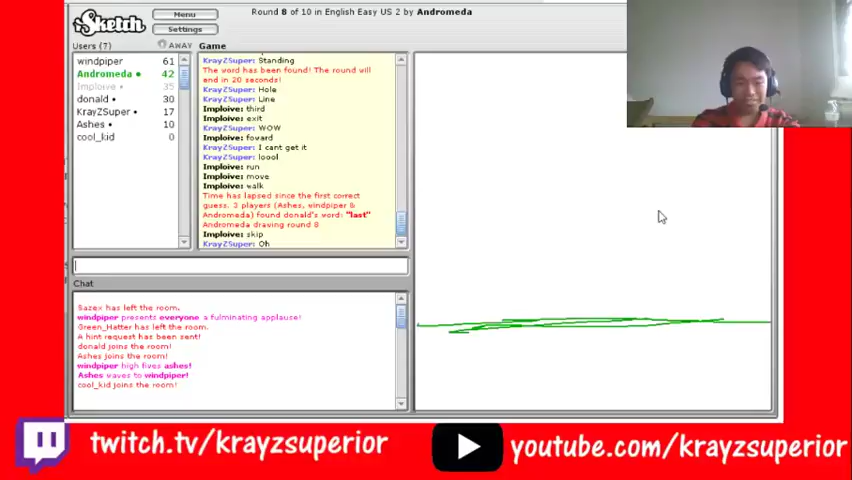 iSketch
Menu
Settings
Round 8 of 10 in English Easy US 2 by Andromeda
Users (7)
AWAY
Game
windpiper 61
Andromeda • 42
Imploive • 35
donald • 30
KrayZSuper • 17
Ashes • 10
cool_kid 0
KrayZSuper: Standing
The word has been found! The round will
end in 20 seconds!
KrayZSuper: Hole
KrayZSuper: Line
Imploive: third
Imploive: exit
KrayZSuper: WOW
Imploive: fovard
KrayZSuper: I cant get it
KrayZSuper: loool
Imploive: run
Imploive: move
Imploive: walk
Time has lapsed since the first correct
guess. 3 players (Ashes, windpiper &
Andromeda) found donald's word: "last"
Andromeda drawing round 8
Imploive: skip
KrayZSuper: Oh
Chat
Sazex has left the room.
windpiper presents everyone a fulminating applause!
Green_Hatter has left the room.
A hint request has been sent!
donald joins the room!
Ashes joins the room!
windpiper high fives ashes!
Ashes waves to windpiper!
cool_kid joins the room!
twitch.tv/krayzsuperior
youtube.com/krayzsuperior